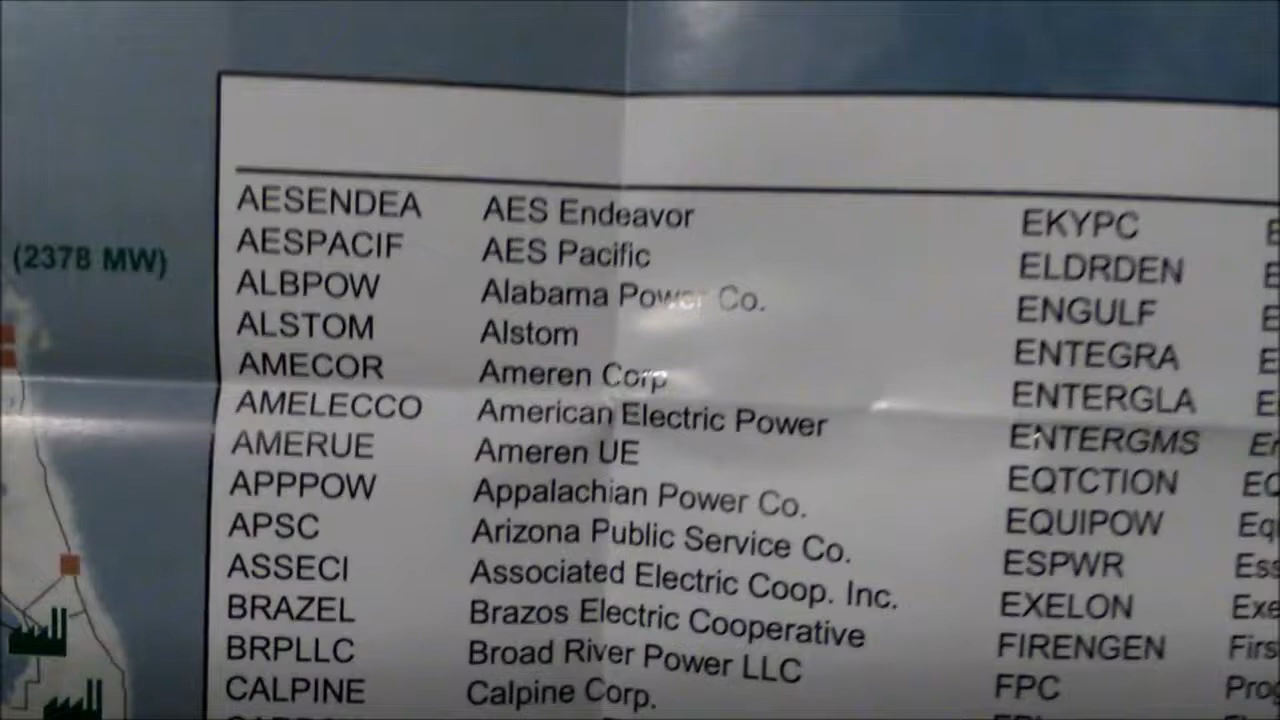 (2378 MW)
AESENDEA AES Endeavor
AESPACIF AES Pacific
ALBPOW Alabama Power Co.
ALSTOM Alstom
AMECOR Ameren Corp
AMELECCO American Electric Power
AMERUE Ameren UE
APPPOW Appalachian Power Co.
APSC Arizona Public Service Co.
ASSECI Associated Electric Coop. Inc.
BRAZEL Brazos Electric Cooperative
BRPLLC Broad River Power LLC
CALPINE Calpine Corp.
EKYPC
ELDRDEN
ENGULF
ENTEGRA
ENTERGLA
ENTERGMS
EQTCTION
EQUIPOW
ESPWR
EXELON
FIRENGEN
FPC